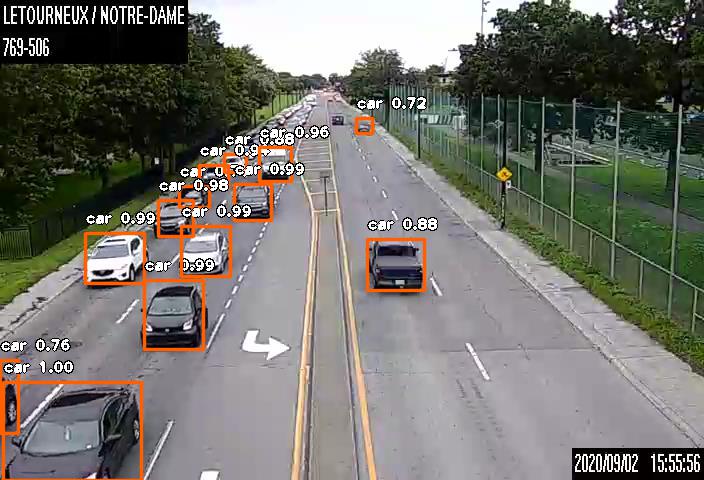 LETOURNEUX / NOTRE-DAME
769-506
car 0.72
car 0.96
car 0.99
car 0.98
car 0.99
car 0.99
car 0.88
car 0.99
car 0.76
car 1.00
2020/09/02 15:55:56